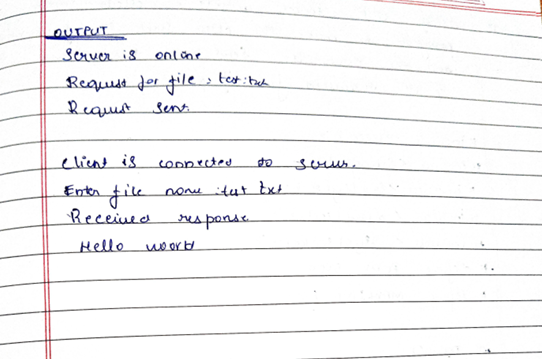 OUTPUT
Server is online
Request for file : test.txt
Request sent.
Client is connected to server.
Enter file name : test txt
Received response
Hello world